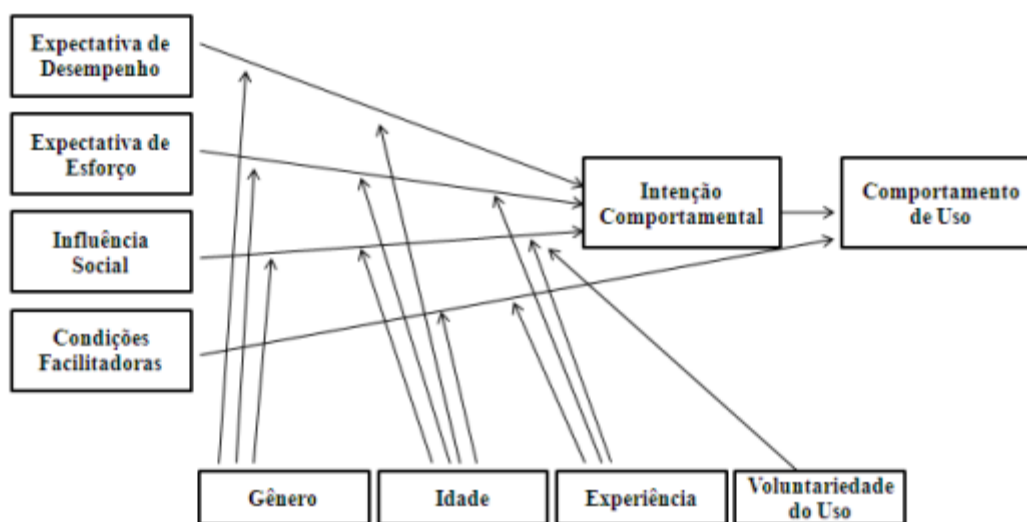 Expectativa de
Desempenho
Expectativa de
Esforço
Influência
Social
Condições
Facilitadoras
Intenção
Comportamental
Comportamento
de Uso
Gênero
Idade
Experiência
Voluntariedade
do Uso